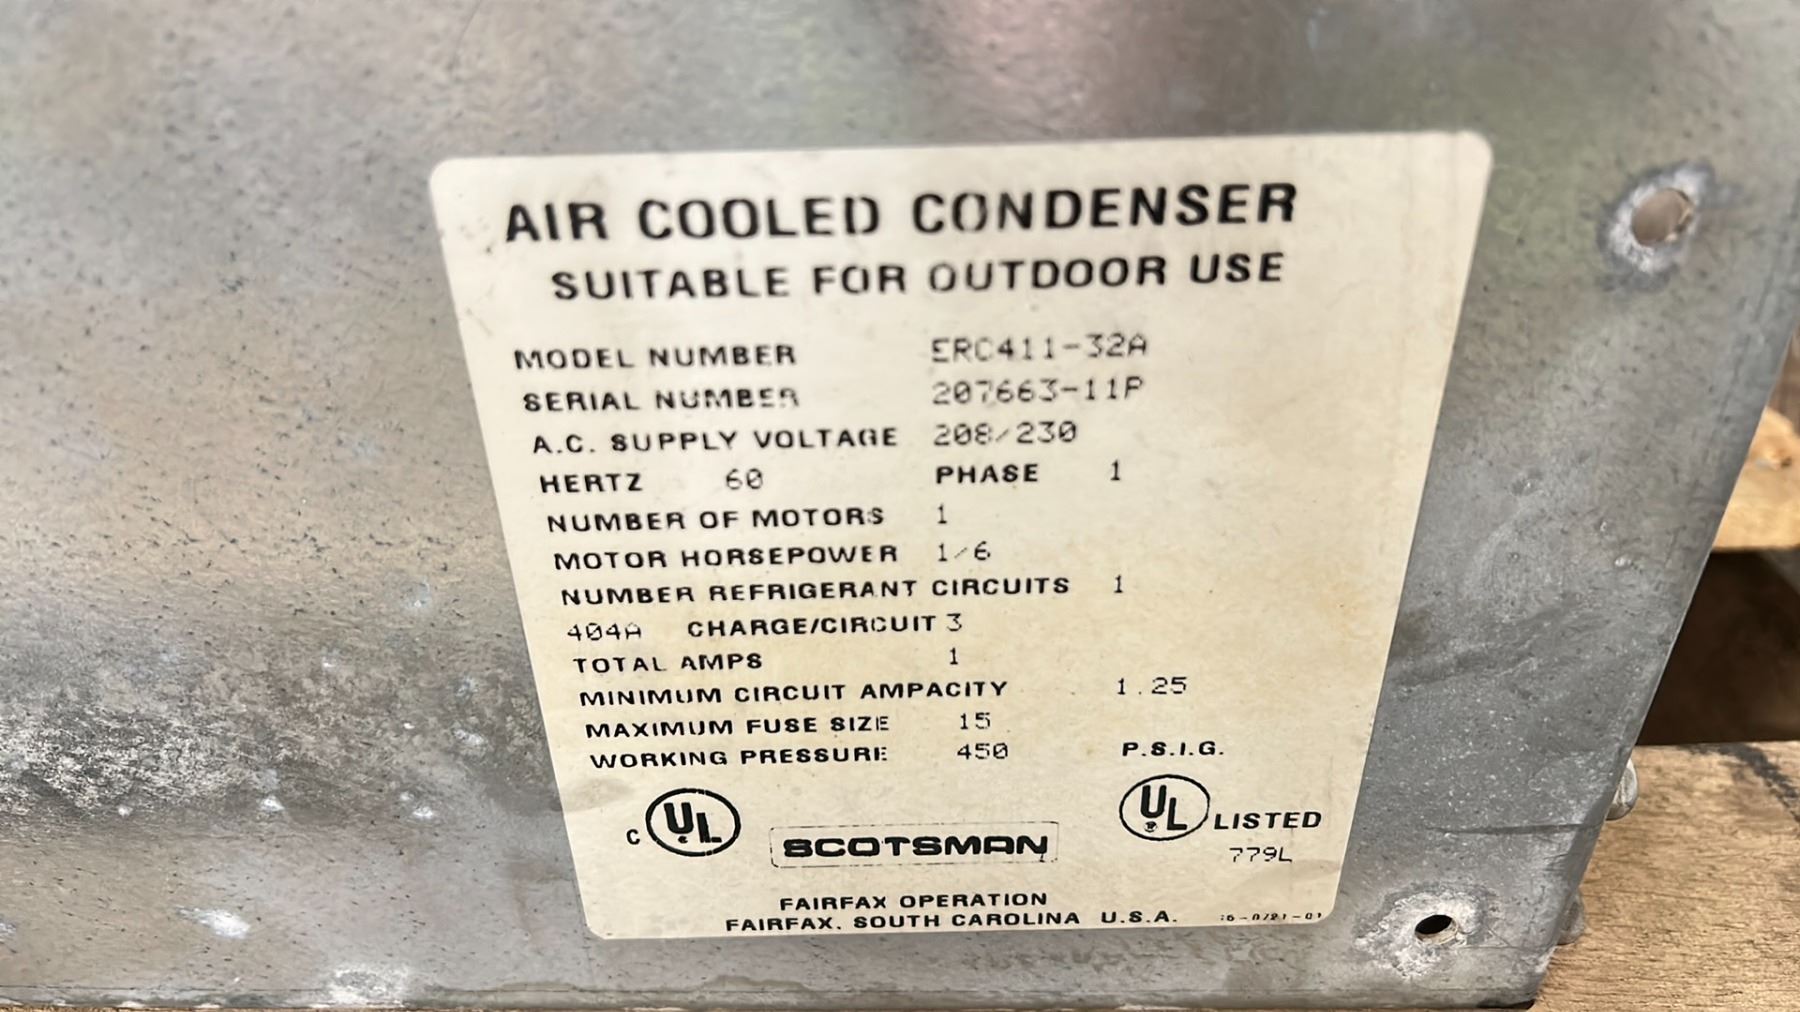 AIR COOLED CONDENSER
SUITABLE FOR OUTDOOR USE
MODEL NUMBER ERC411-32A
SERIAL NUMBER 207663-11P
A.C. SUPPLY VOLTAGE 208/230
HERTZ 60 PHASE 1
NUMBER OF MOTORS 1
MOTOR HORSEPOWER 1/6
NUMBER REFRIGERANT CIRCUITS 1
404A CHARGE/CIRCUIT 3
TOTAL AMPS 1
MINIMUM CIRCUIT AMPACITY 1.25
MAXIMUM FUSE SIZE 15
WORKING PRESSURE 450 P.S.I.G.
C UL SCOTSMAN UL LISTED
779L
FAIRFAX OPERATION
FAIRFAX, SOUTH CAROLINA U.S.A.